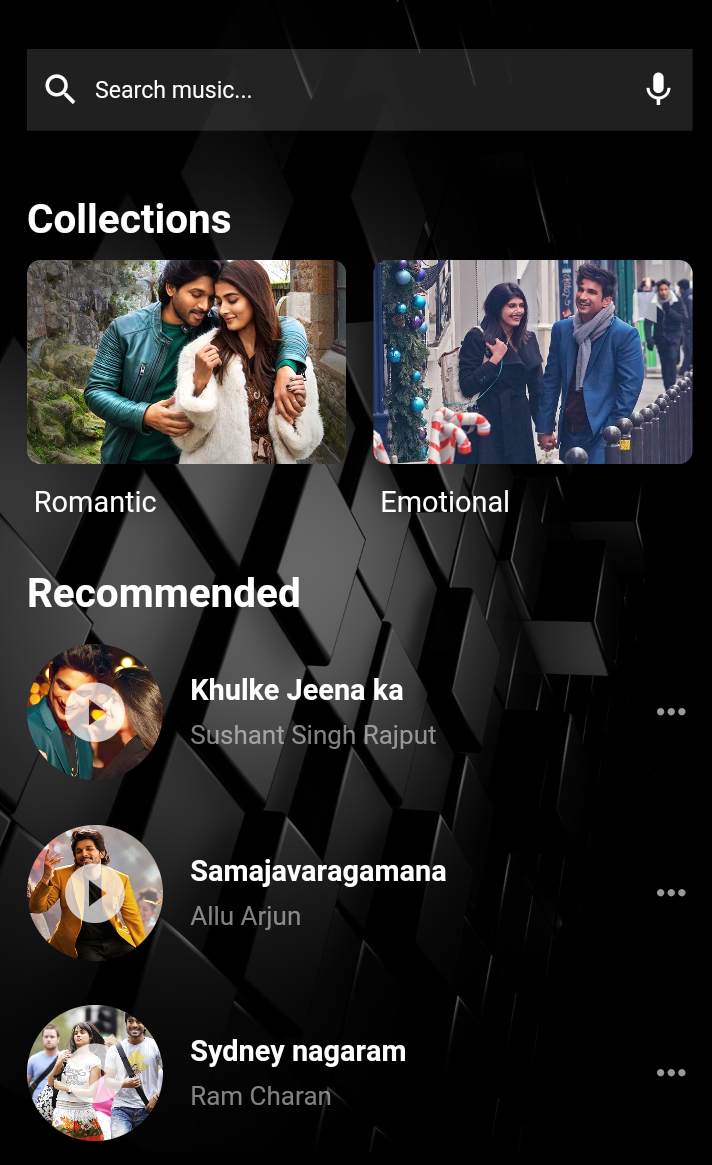 Search music...
Collections
Romantic
Emotional
Recommended
Khulke Jeena ka
Sushant Singh Rajput
Samajavaragamana
Allu Arjun
Sydney nagaram
Ram Charan